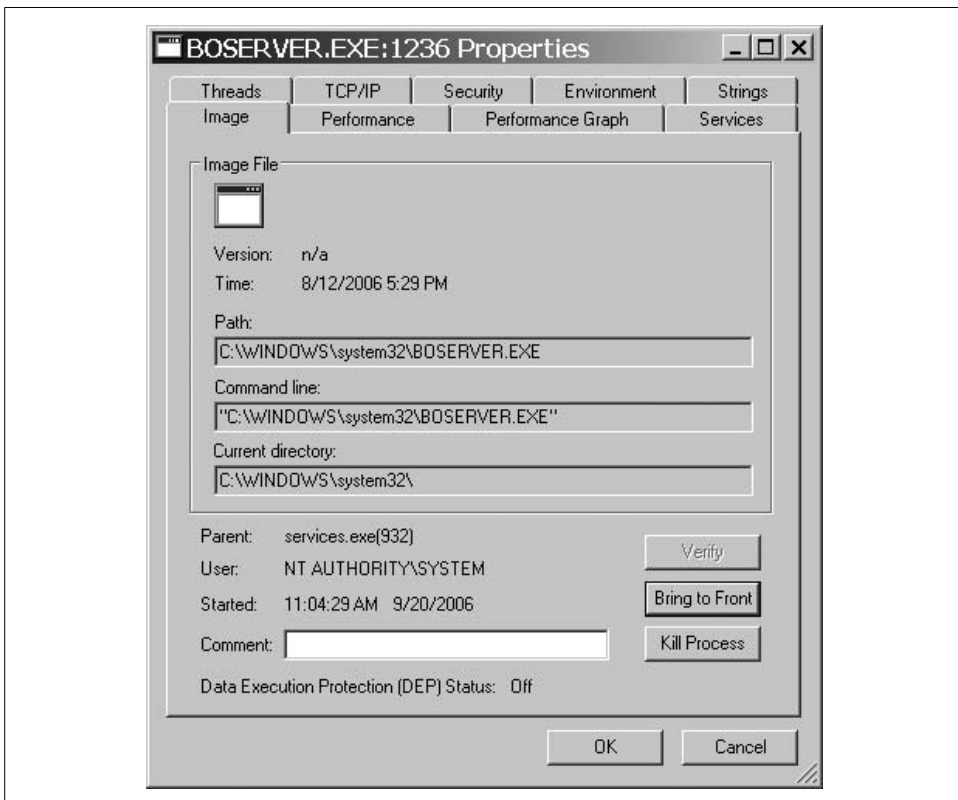 BOSERVER.EXE:1236 Properties
Threads TCP/IP Security Environment Strings
Image Performance Performance Graph Services
Image File
Version: n/a
Time: 8/12/2006 5:29 PM
Path:
C:\WINDOWS\system32\BOSERVER.EXE
Command line:
"C:\WINDOWS\system32\BOSERVER.EXE"
Current directory:
C:\WINDOWS\system32\
Parent: services.exe(932)
Verify
User: NT AUTHORITY\SYSTEM
Started: 11:04:29 AM 9/20/2006
Bring to Front
Comment:
Kill Process
Data Execution Protection (DEP) Status: Off
OK Cancel